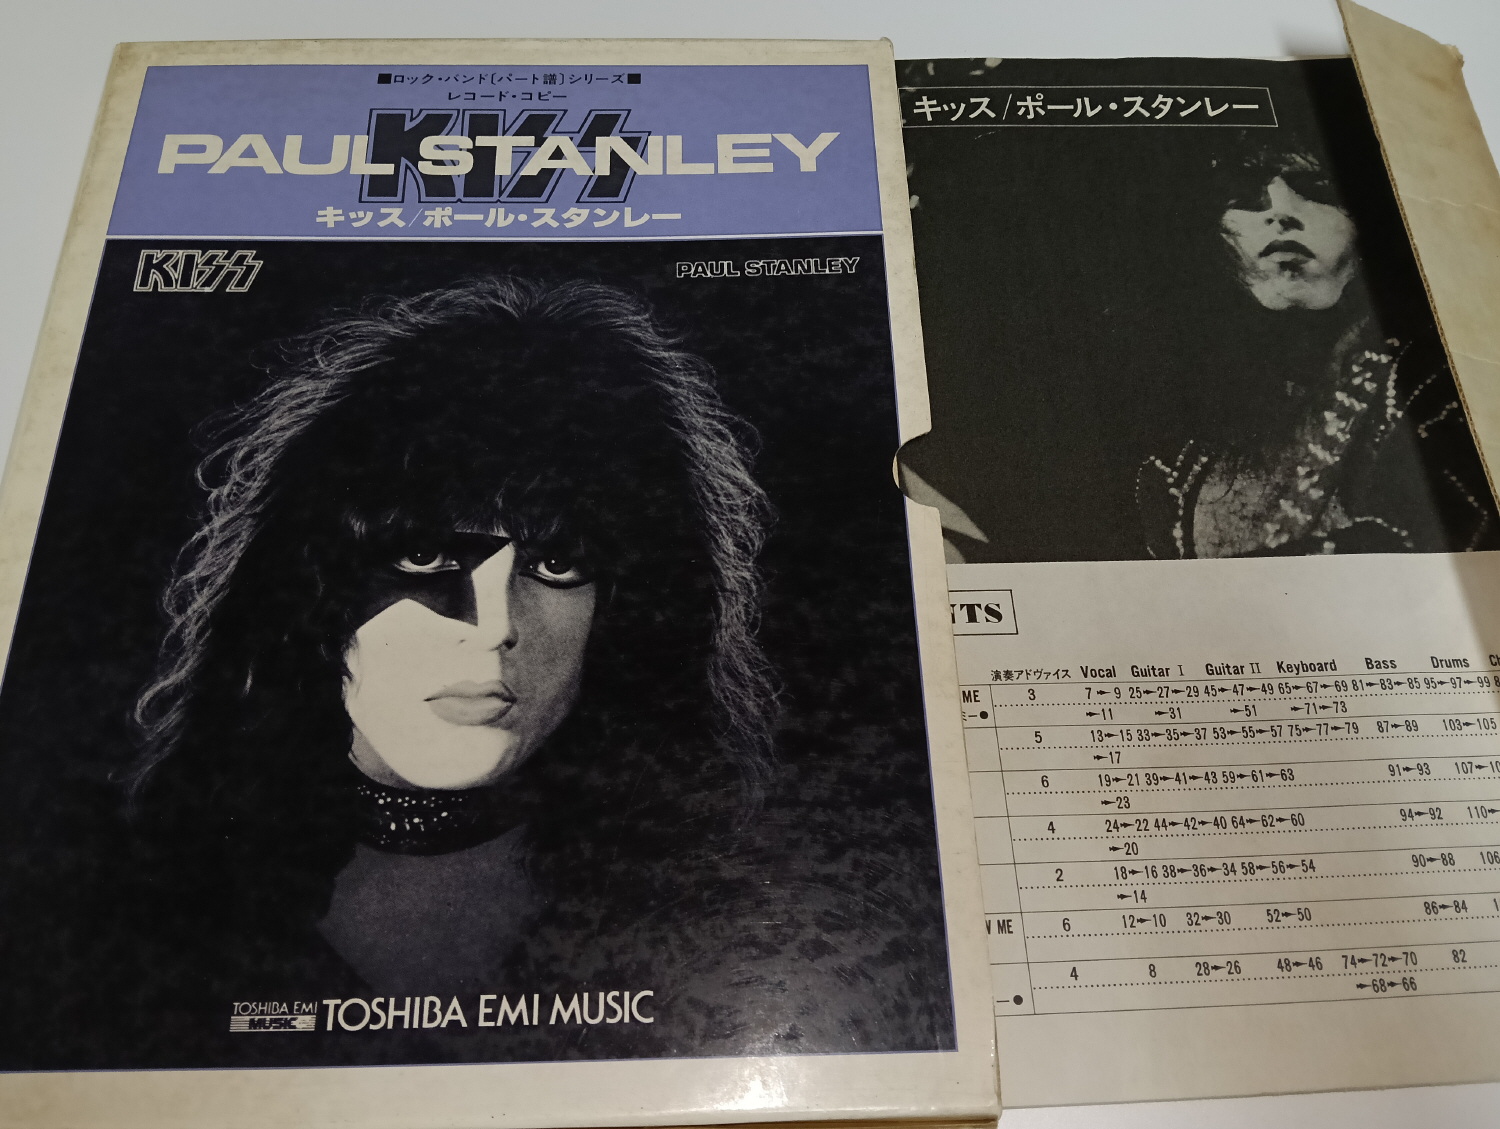 ■ロック・バンド〔パート譜〕シリーズ■
レコード・コピー
KISS
PAUL STANLEY
キッス/ポール・スタンレー
KISS
PAUL STANLEY
TOSHIBA EMI
MUSIC
TOSHIBA EMI MUSIC
キッス/ポール・スタンレー
NTS
演奏アドヴァイス Vocal Guitar I Guitar II Keyboard Bass Drums
ME 3 7➛9 25➛27➛29 45➛47➛49 65➛67➛69 81➛83➛85 95➛97➛99
ミー● ➛11 ➛31 ➛51 ➛71➛73
5 13➛15 33➛35➛37 53➛55➛57 75➛77➛79 87➛89 103➛105
➛17
6 19➛21 39➛41➛43 59➛61➛63 91➛93 107➛
➛23
4 24➛22 44➛42➛40 64➛62➛60 94➛92 110➛
➛20
2 18➛16 38➛36➛34 58➛56➛54 90➛88 106
➛14
ME 6 12➛10 32➛30 52➛50 86➛84
4 8 28➛26 48➛46 74➛72➛70 82
ー● ➛68➛66